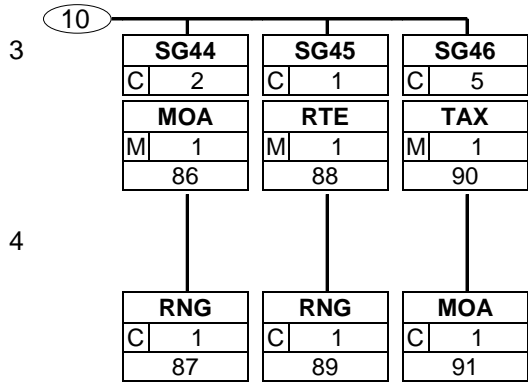 10
3
SG44 SG45 SG46
C 2 C 1 C 5
MOA RTE TAX
M 1 M 1 M 1
86 88 90
4
RNG RNG MOA
C 1 C 1 C 1
87 89 91